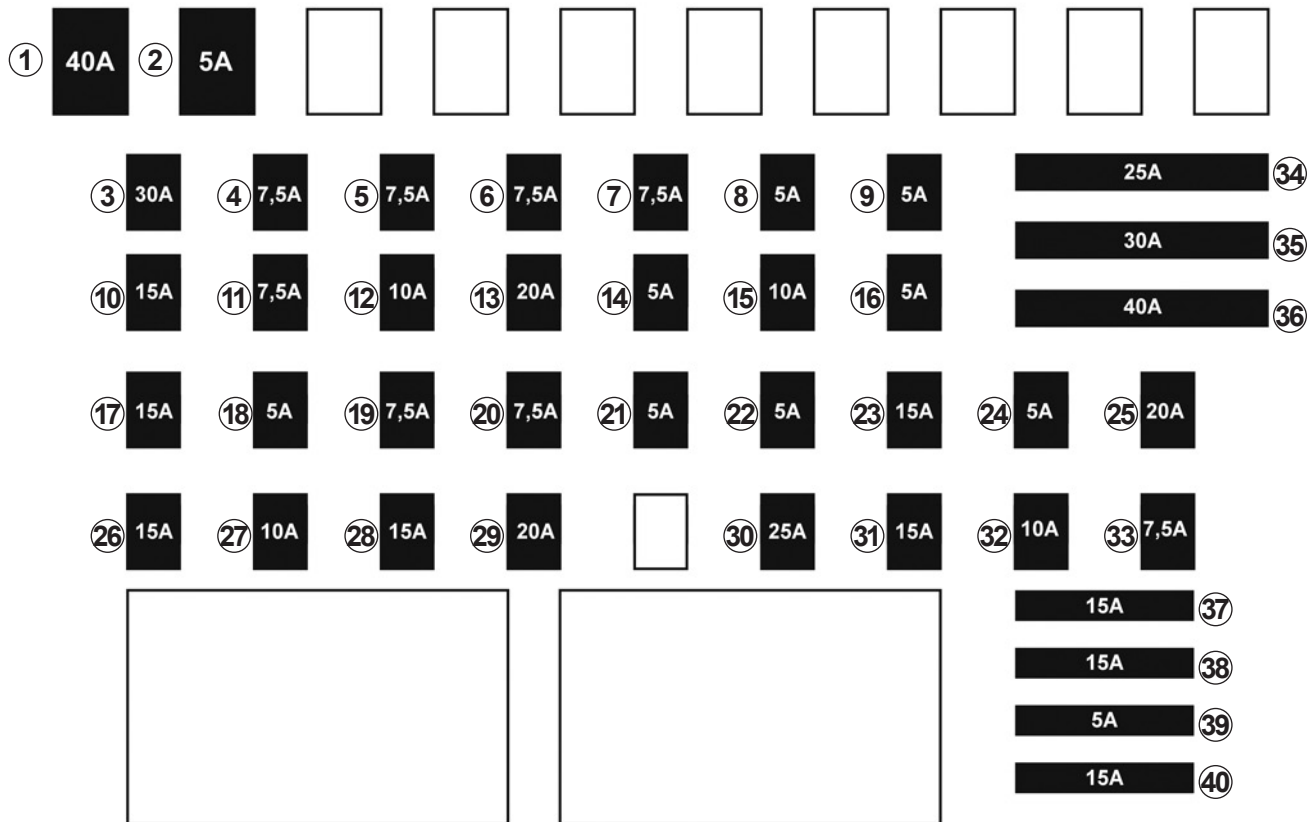 1 40A 2 5A
3 30A 4 7,5A 5 7,5A 6 7,5A 7 7,5A 8 5A 9 5A
25A 34
30A 35
40A 36
10 15A 11 7,5A 12 10A 13 20A 14 5A 15 10A 16 5A
17 15A 18 5A 19 7,5A 20 7,5A 21 5A 22 5A 23 15A 24 5A 25 20A
26 15A 27 10A 28 15A 29 20A 30 25A 31 15A 32 10A 33 7,5A
15A 37
15A 38
5A 39
15A 40